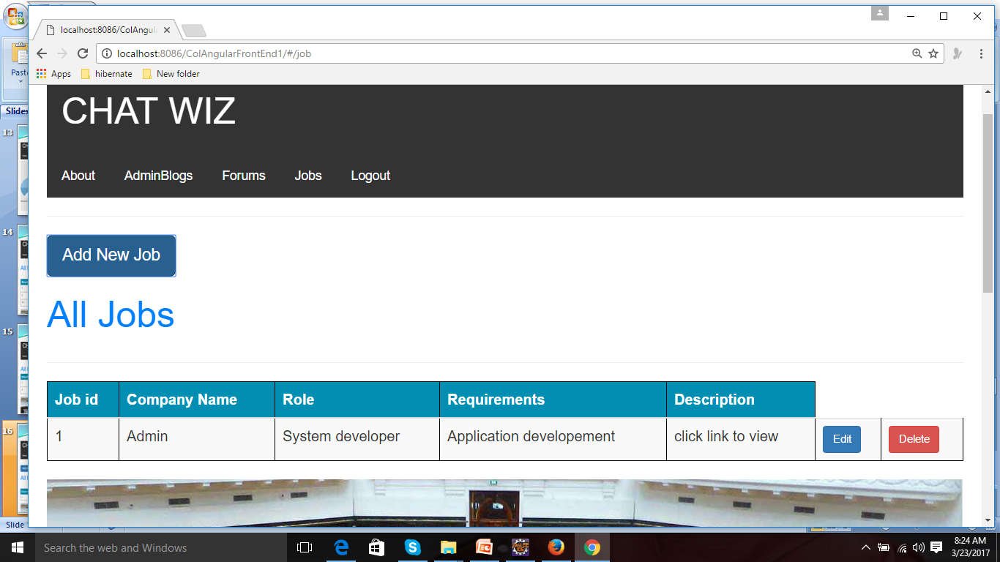 localhost:8086/ColAngula
localhost:8086/ColAngularFrontEnd1/#/job
Apps hibernate New folder
Paste
Slides
13
14
15
16
CHAT WIZ
About AdminBlogs Forums Jobs Logout
Add New Job
All Jobs
Job id Company Name Role Requirements Description
1 Admin System developer Application developement click link to view Edit Delete
Slide
Search the web and Windows
8:24 AM
3/23/2017